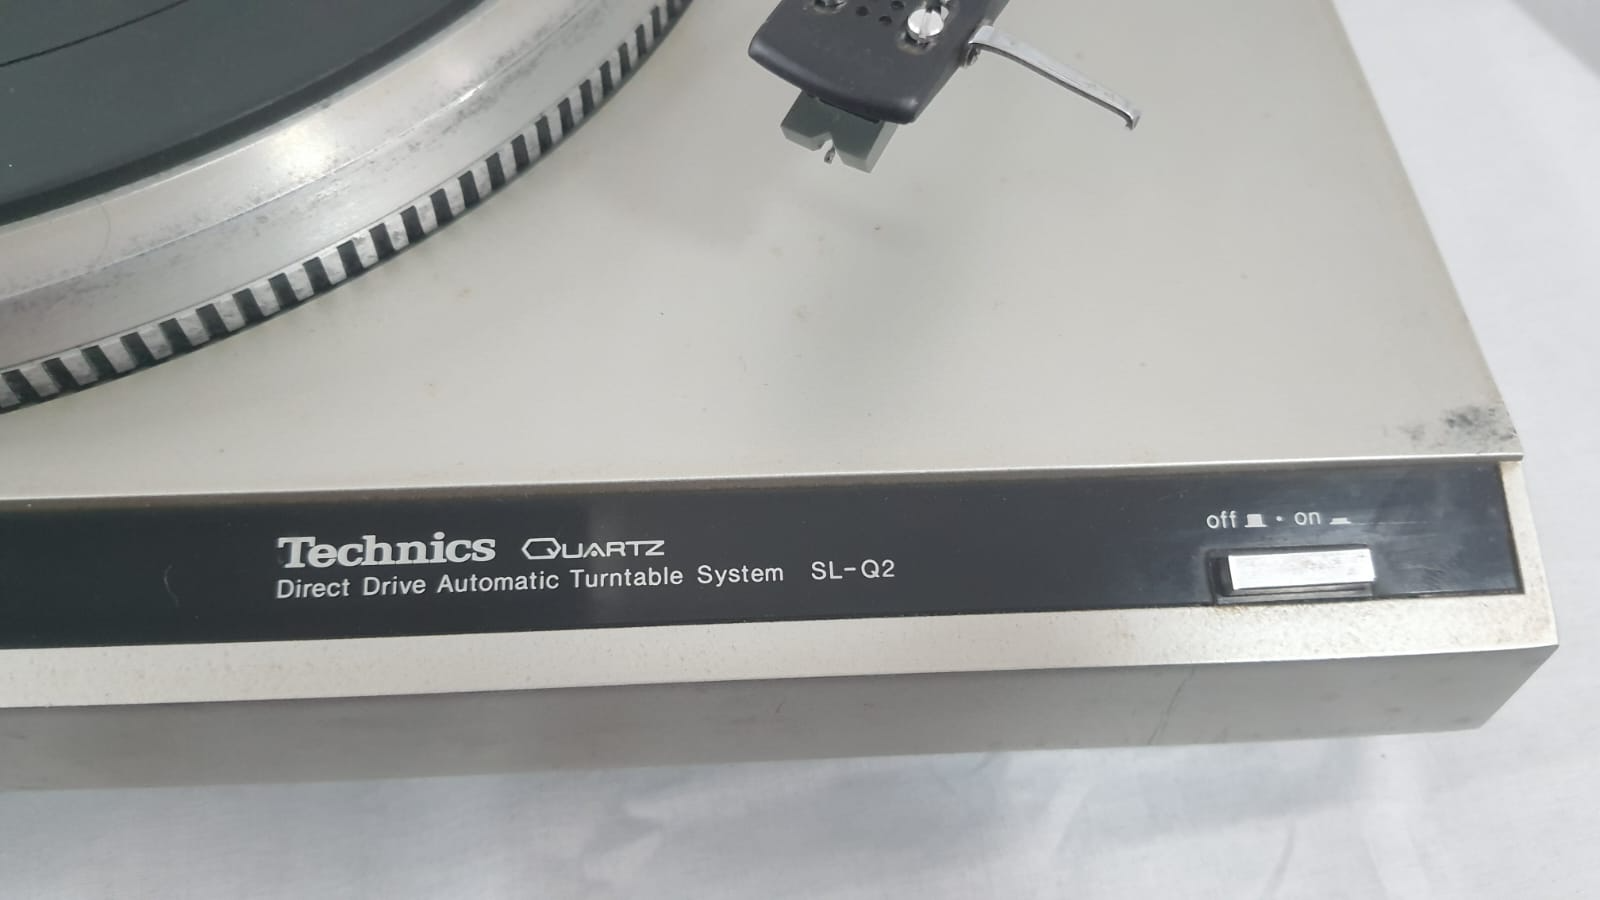 off · on
Technics QUARTZ
Direct Drive Automatic Turntable System SL-Q2